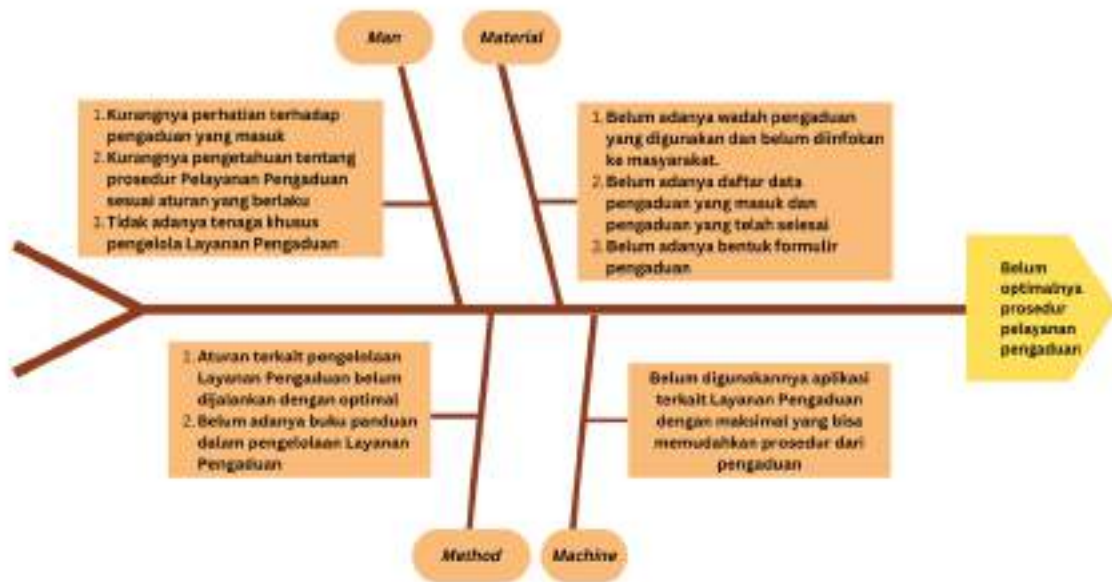 Man
Material
1. Kurangnya perhatian terhadap
pengaduan yang masuk
2. Kurangnya pengetahuan tentang
prosedur Pelayanan Pengaduan
sesuai aturan yang berlaku
3. Tidak adanya tenaga khusus
pengelola Layanan Pengaduan
1. Belum adanya wadah pengaduan
yang digunakan dan belum diinfokan
ke masyarakat.
2. Belum adanya daftar data
pengaduan yang masuk dan
pengaduan yang telah selesai
3. Belum adanya bentuk formulir
pengaduan
Belum
optimalnya
prosedur
pelayanan
pengaduan
1. Aturan terkait pengelolaan
Layanan Pengaduan belum
dijalankan dengan optimal
2. Belum adanya buku panduan
dalam pengelolaan Layanan
Pengaduan
Belum digunakannya aplikasi
terkait Layanan Pengaduan
dengan maksimal yang bisa
memudahkan prosedur dari
pengaduan
Method
Machine